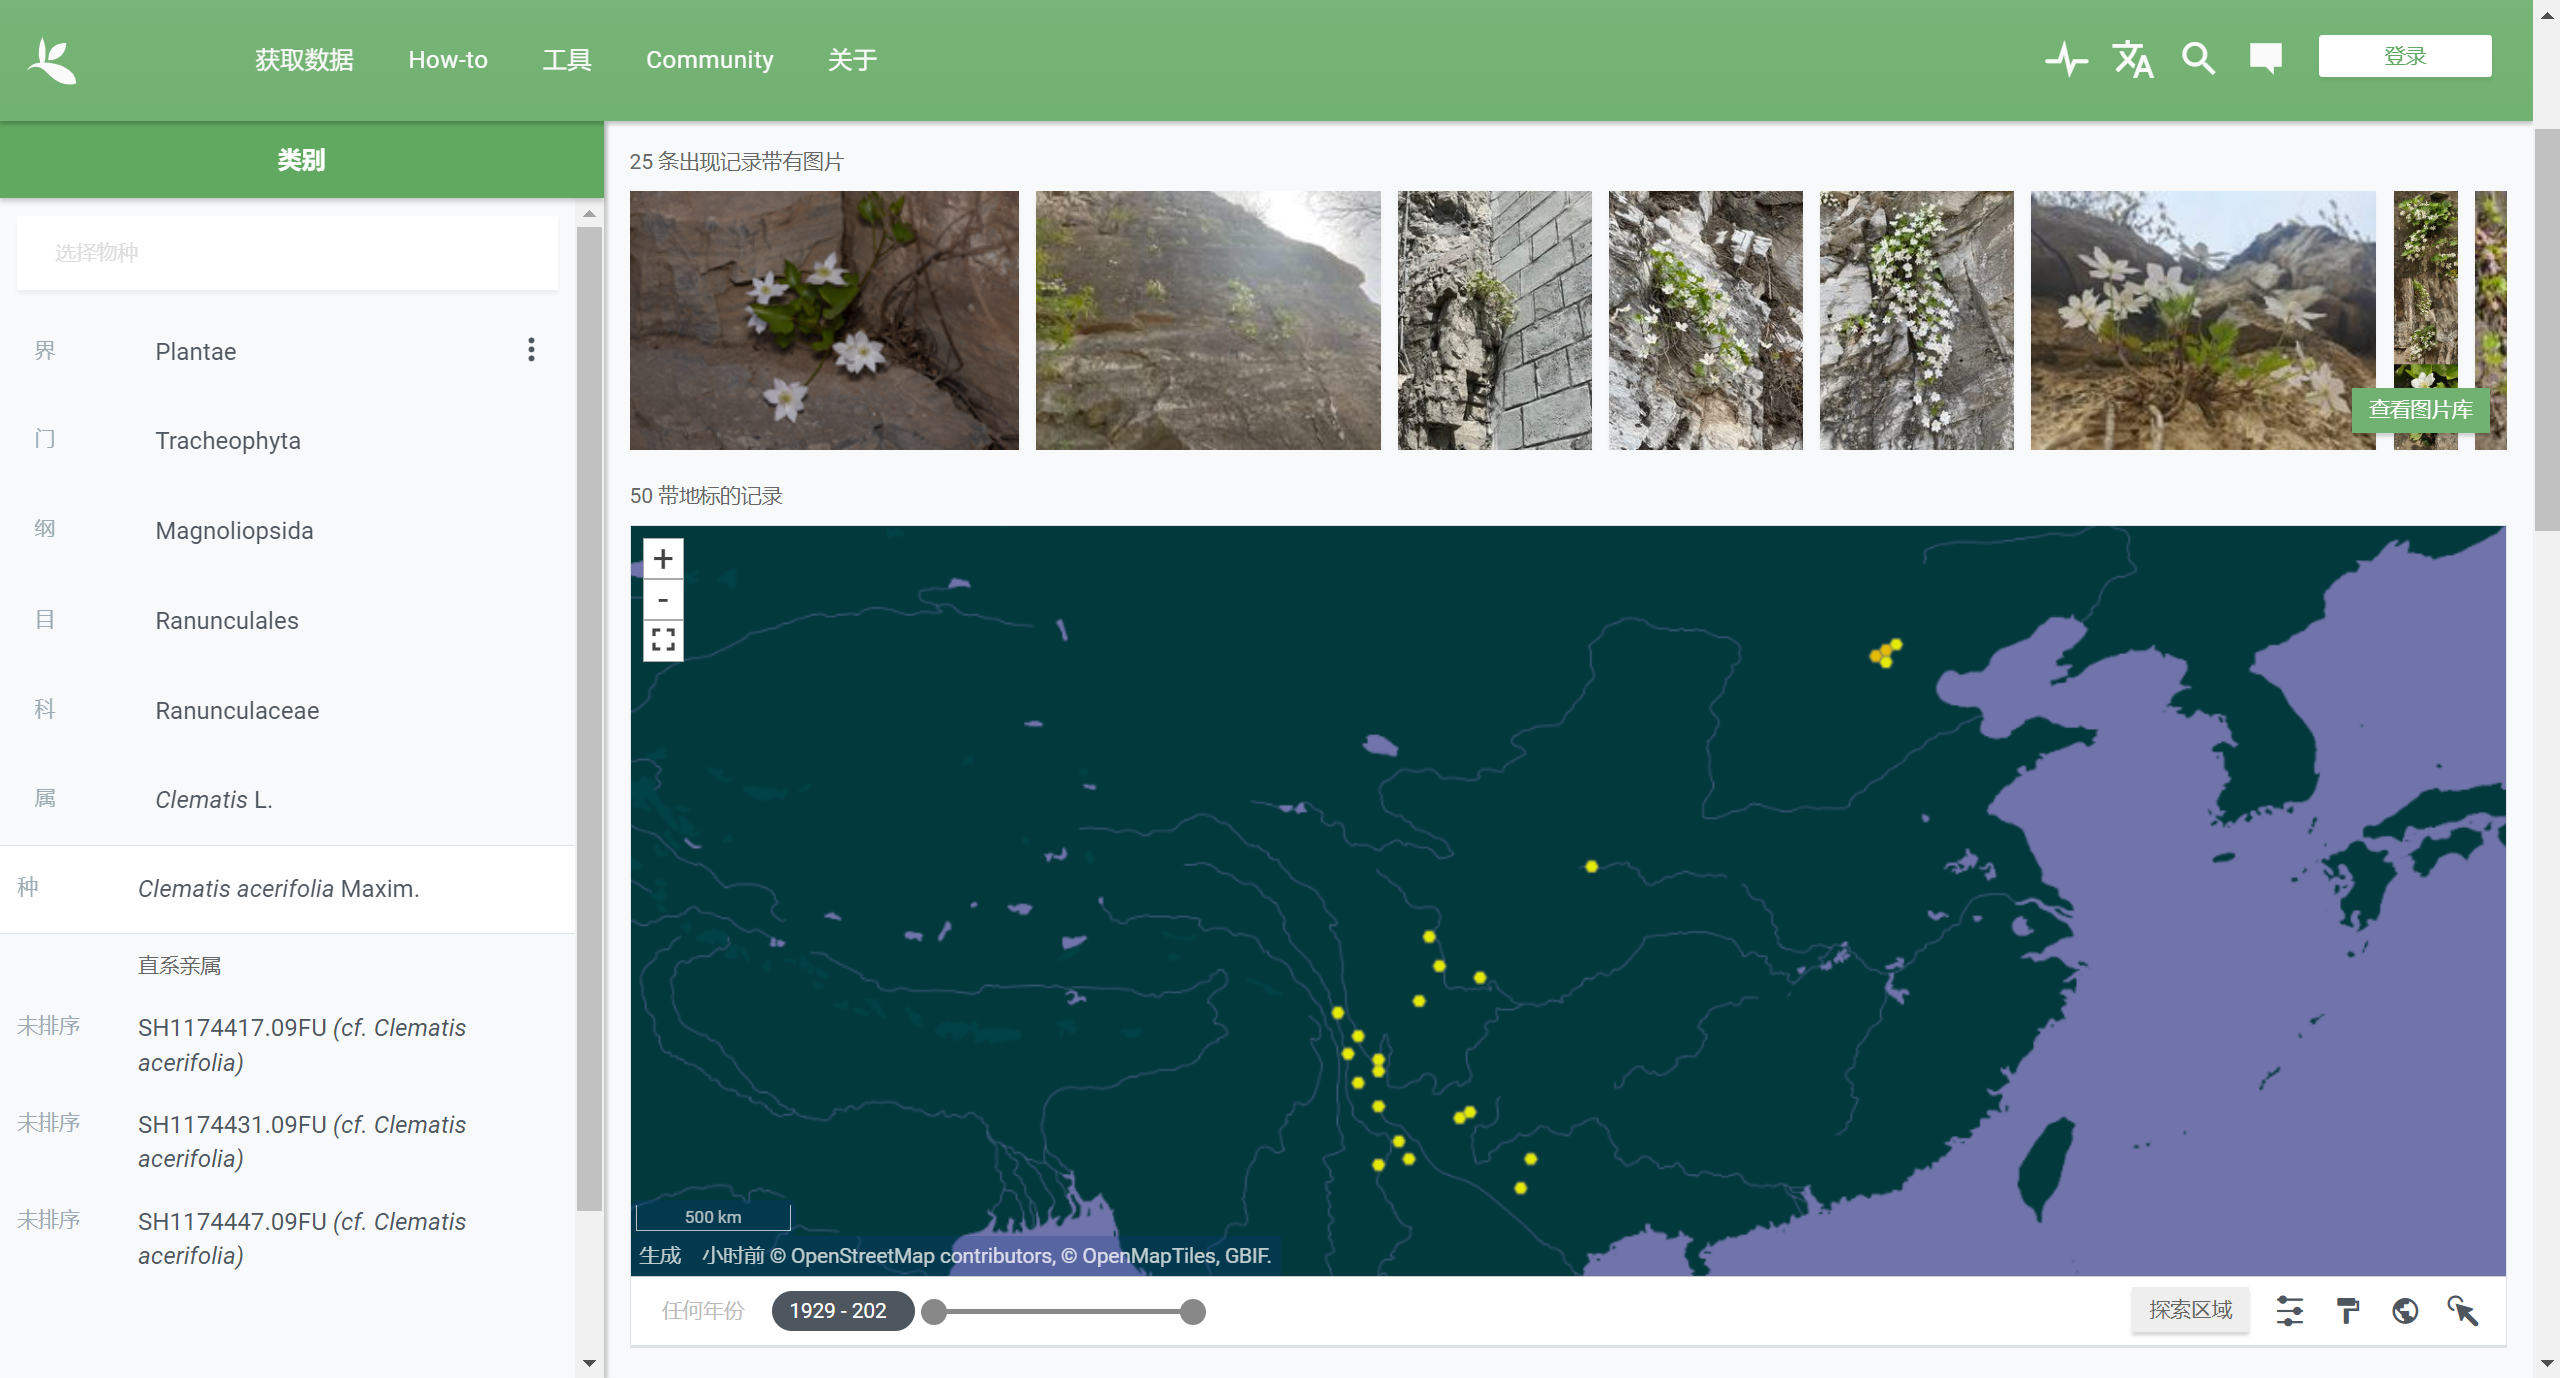 获取数据 How-to 工具 Community 关于 登录
类别
选择物种
界 Plantae
门 Tracheophyta
纲 Magnoliopsida
目 Ranunculales
科 Ranunculaceae
属 Clematis L.
种 Clematis acerifolia Maxim.
直系亲属
未排序 SH1174417.09FU (cf. Clematis
acerifolia)
未排序 SH1174431.09FU (cf. Clematis
acerifolia)
未排序 SH1174447.09FU (cf. Clematis
acerifolia)
25 条出现记录带有图片
查看图片库
50 带地标的记录
+
-
500 km
生成 小时前 © OpenStreetMap contributors, © OpenMapTiles, GBIF.
任何年份 1929 - 202 探索区域